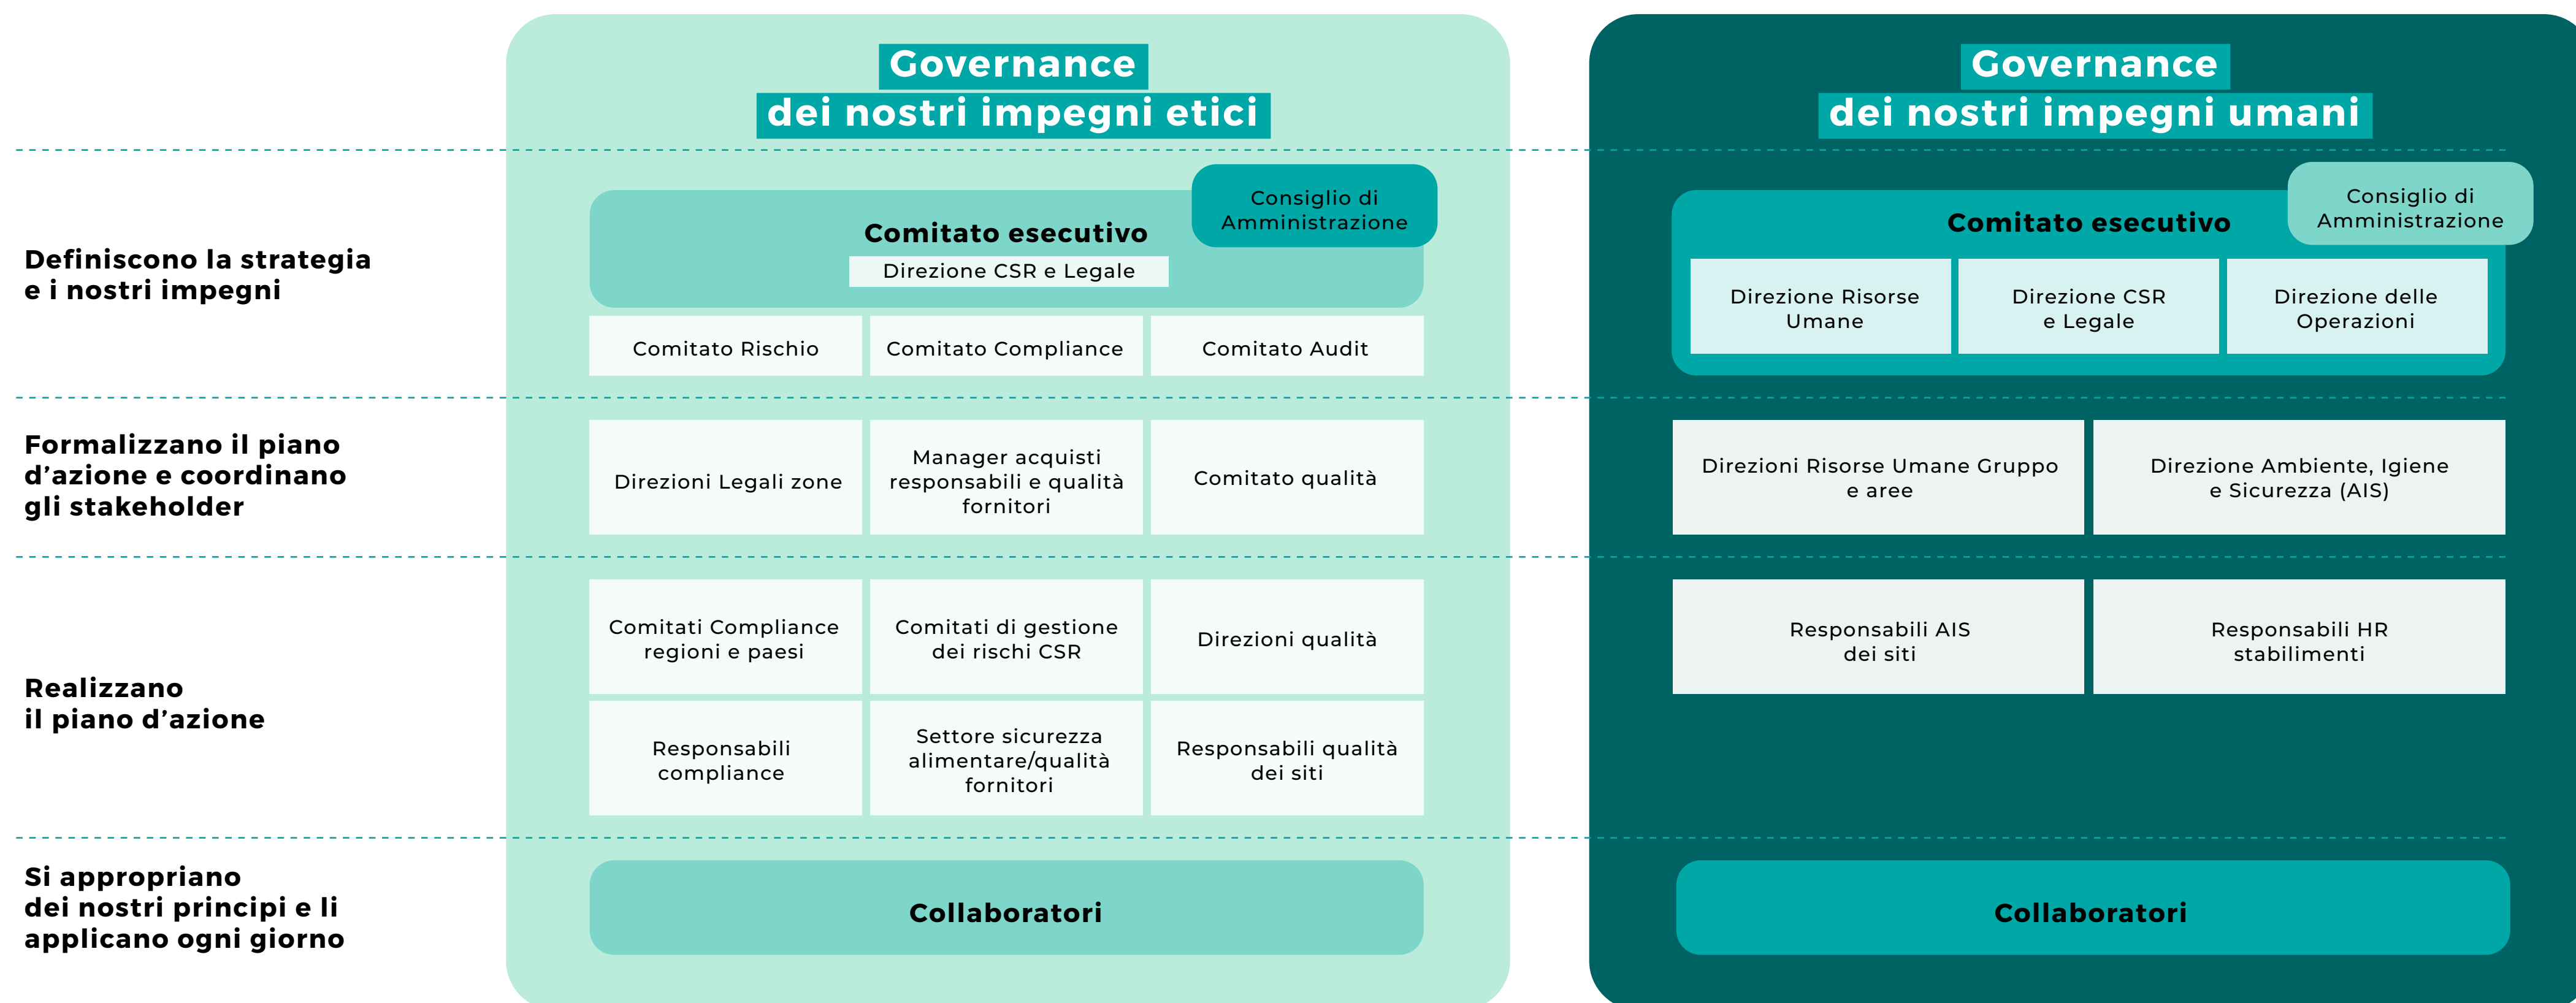 Governance
dei nostri impegni etici
Governance
dei nostri impegni umani
Definiscono la strategia
e i nostri impegni
Consiglio di
Amministrazione
Comitato esecutivo
Direzione CSR e Legale
Comitato Rischio
Comitato Compliance
Comitato Audit
Consiglio di
Amministrazione
Comitato esecutivo
Direzione Risorse
Umane
Direzione CSR
e Legale
Direzione delle
Operazioni
Formalizzano il piano
d’azione e coordinano
gli stakeholder
Direzioni Legali zone
Manager acquisti
responsabili e qualità
fornitori
Comitato qualità
Direzioni Risorse Umane Gruppo
e aree
Direzione Ambiente, Igiene
e Sicurezza (AIS)
Realizzano
il piano d’azione
Comitati Compliance
regioni e paesi
Comitati di gestione
dei rischi CSR
Direzioni qualità
Responsabili
compliance
Settore sicurezza
alimentare/qualità
fornitori
Responsabili qualità
dei siti
Responsabili AIS
dei siti
Responsabili HR
stabilimenti
Si appropriano
dei nostri principi e li
applicano ogni giorno
Collaboratori
Collaboratori